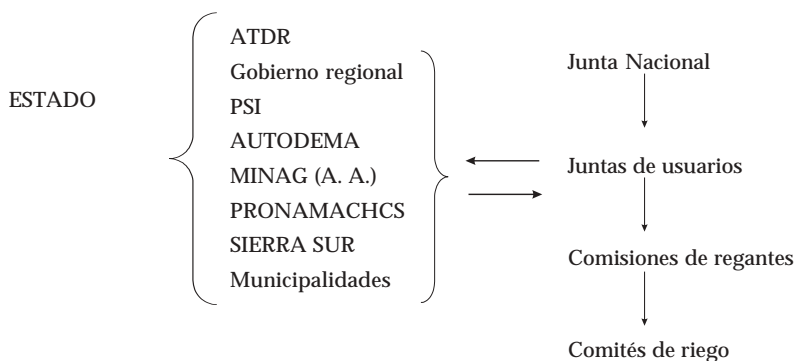 ESTADO
ATDR
Gobierno regional
PSI
AUTODEMA
MINAG (A. A.)
PRONAMACHCS
SIERRA SUR
Municipalidades
Junta Nacional
Juntas de usuarios
Comisiones de regantes
Comités de riego